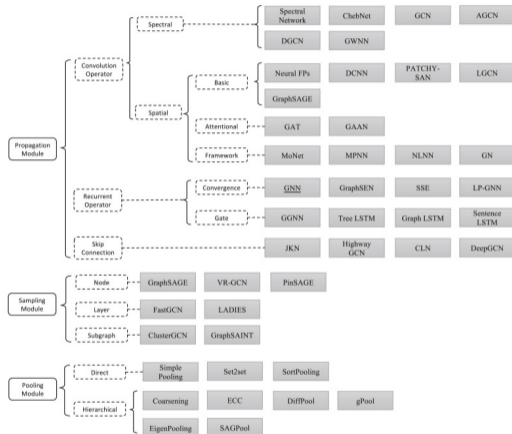 Spectral
Spectral
Network
ChebNet
GCN
AGCN
DGCN
GWNN
Convolution
Operator
Basic
Neural FPs
DCNN
PATCHY-
SAN
LGCN
GraphSAGE
Spatial
Attentional
GAT
GAAN
Propagation
Module
Framework
MoNet
MPNN
NLNN
GN
Convergence
GNN
GraphSEN
SSE
LP-GNN
Recurrent
Operator
Gate
GGNN
Tree LSTM
Graph LSTM
Sentence
LSTM
Skip
Connection
JKN
Highway
GCN
CLN
DeepGCN
Node
GraphSAGE
VR-GCN
PinSAGE
Sampling
Module
Layer
FastGCN
LADIES
Subgraph
ClusterGCN
GraphSAINT
Direct
Simple
Pooling
Set2set
SortPooling
Pooling
Module
Hierarchical
Coarsening
ECC
DiffPool
gPool
EigenPooling
SAGPool